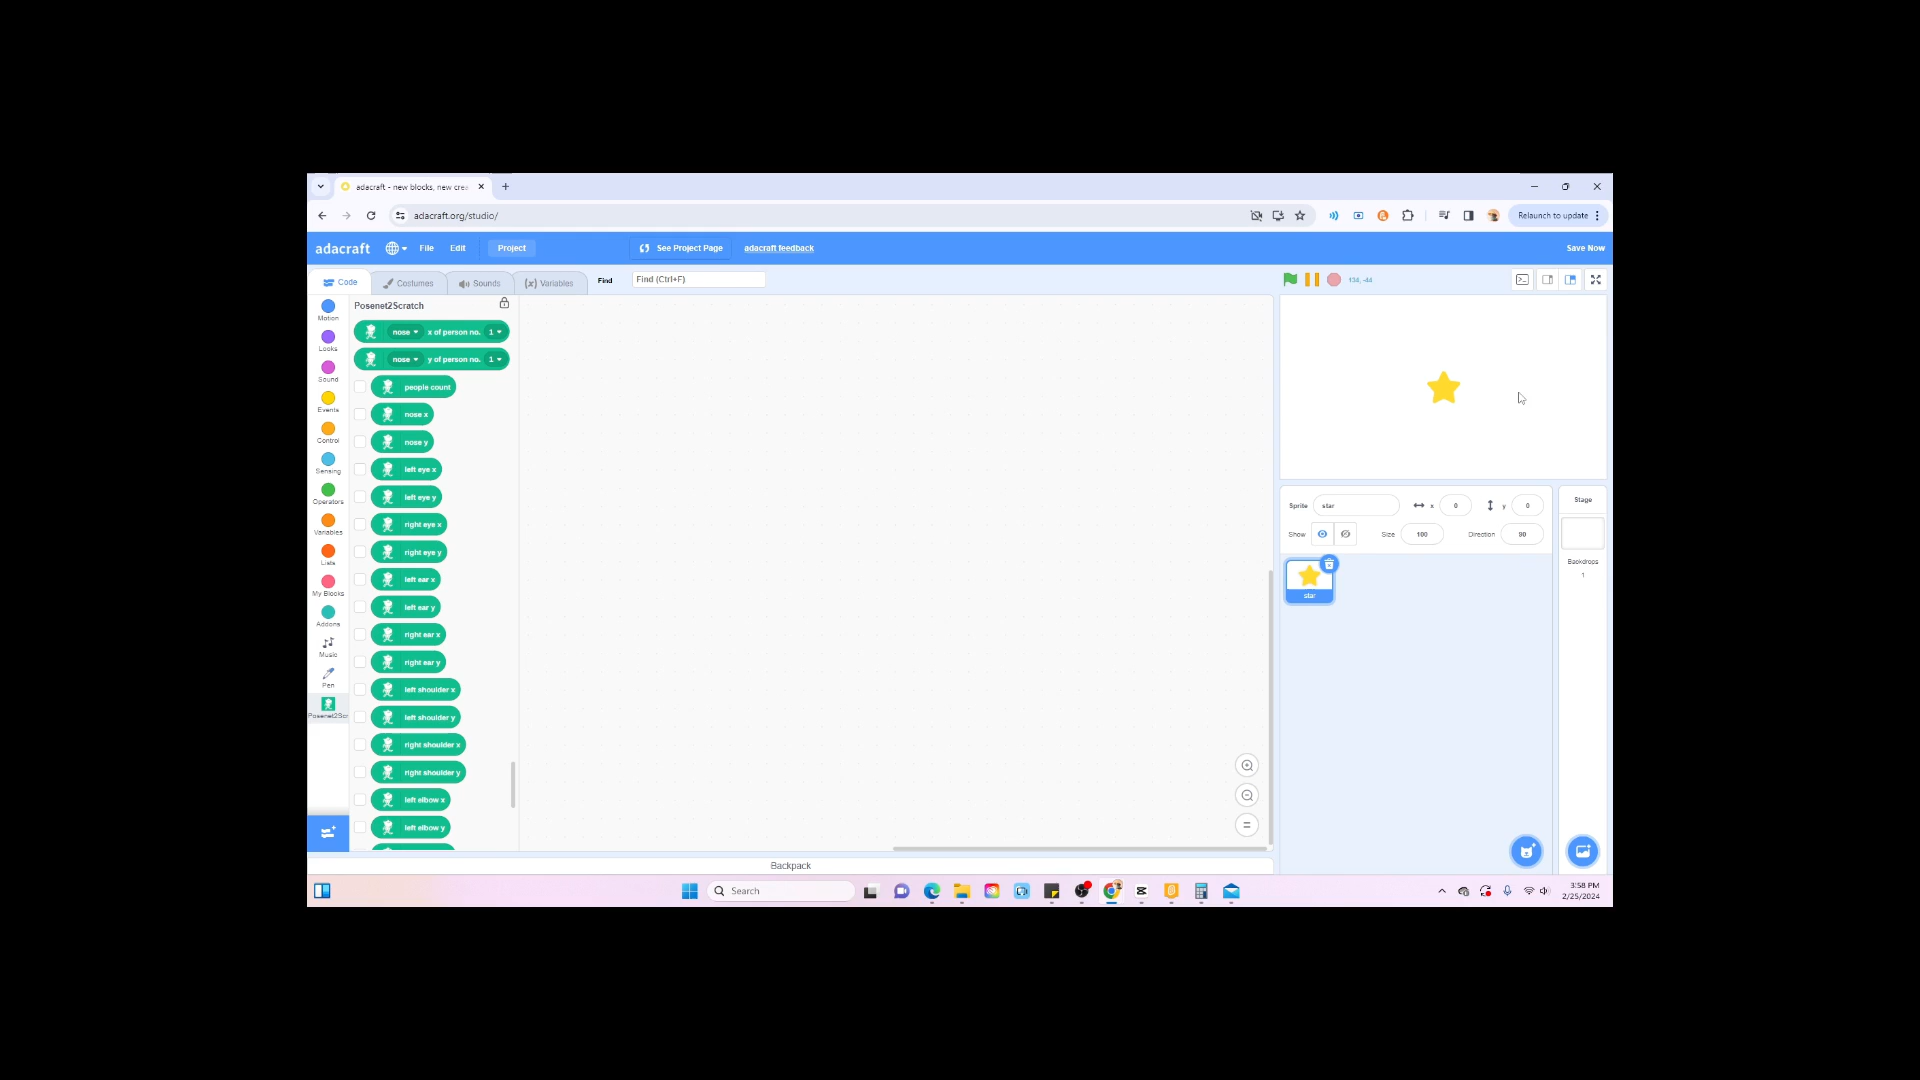 adacraft - new blocks, new crea
adacraft.org/studio/
Relaunch to update
adacraft
File
Edit
Project
See Project Page
adacraft feedback
Save Now
Code
Costumes
Sounds
(x) Variables
Find
Find (Ctrl+F)
134, -44
Motion
Looks
Sound
Events
Control
Sensing
Operators
Variables
Lists
My Blocks
Addons
Music
Pen
Posenet2Scr
Posenet2Scratch
nose x of person no. 1
nose y of person no. 1
people count
nose x
nose y
left eye x
left eye y
right eye x
right eye y
left ear x
left ear y
right ear x
right ear y
left shoulder x
left shoulder y
right shoulder x
right shoulder y
left elbow x
left elbow y
Backpack
Sprite star x 0 y 0
Show Size 100 Direction 90
star
Stage
Backdrops
1
Search
3:58 PM
2/25/2024